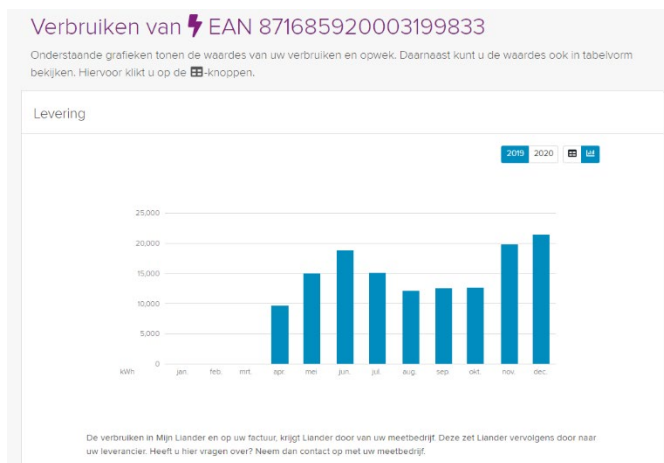 Verbruiken van EAN 871685920003199833
Onderstaande grafieken tonen de waardes van uw verbruiken en opwek. Daarnaast kunt u de waardes ook in tabelvorm
bekijken. Hiervoor klikt u op de -knoppen.
Levering
2019 2020
25,000
20,000
15,000
10,000
5,000
0
kWh jan. feb. mrt. apr. mei jun. jul. aug. sep. okt. nov. dec.
De verbruiken in Mijn Liander en op uw factuur, krijgt Liander door van uw meetbedrijf. Deze zet Liander vervolgens door naar
uw leverancier. Heeft u hier vragen over? Neem dan contact op met uw meetbedrijf.